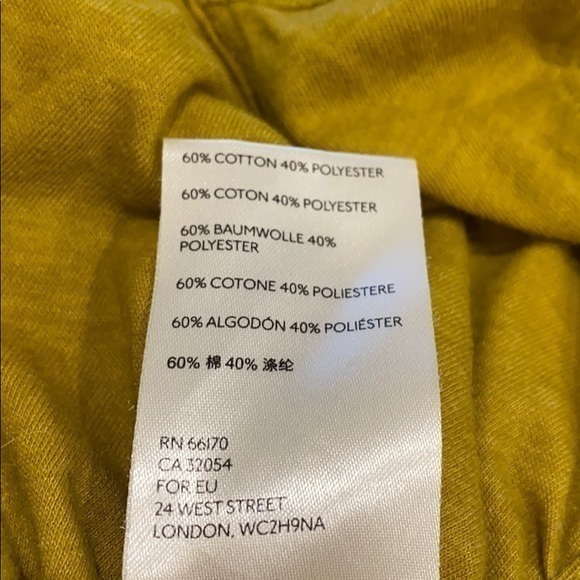 60% COTTON 40% POLYESTER
60% COTON 40% POLYESTER
60% BAUMWOLLE 40%
POLYESTER
60% COTONE 40% POLIESTERE
60% ALGODÓN 40% POLIÉSTER
60% 棉 40% 涤纶
RN 66170
CA 32054
FOR EU
24 WEST STREET
LONDON, WC2H9NA